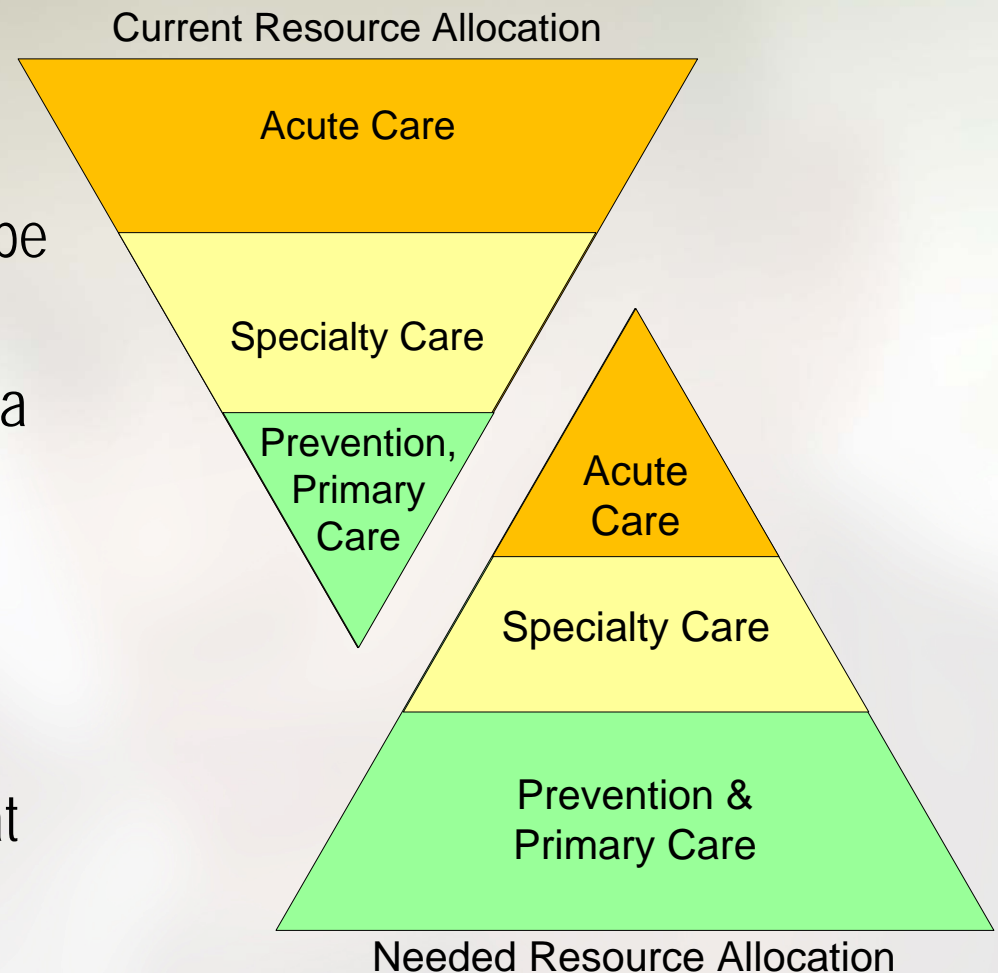 Current Resource Allocation
Acute Care
be
Specialty Care
a
Prevention,
Primary
Care
Acute
Care
Specialty Care
Prevention &
Primary Care
Needed Resource Allocation